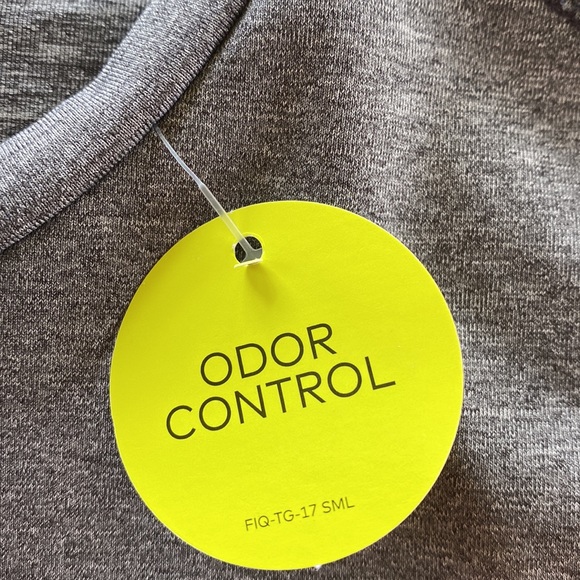 ODOR
CONTROL
FIQ-TG-17 SML